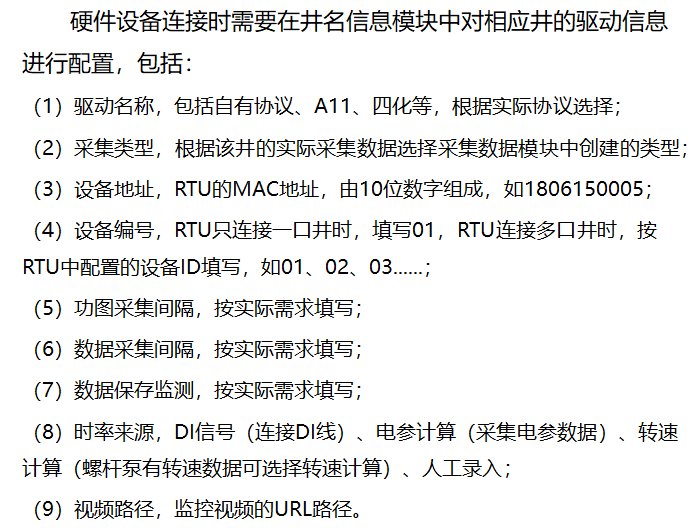 硬件设备连接时需要在井名信息模块中对相应井的驱动信息
进行配置，包括：
（1）驱动名称，包括自有协议、A11、四化等，根据实际协议选择；
（2）采集类型，根据该井的实际采集数据选择采集数据模块中创建的类型；
（3）设备地址，RTU的MAC地址，由10位数字组成，如1806150005；
（4）设备编号，RTU只连接一口井时，填写01，RTU连接多口井时，按
RTU中配置的设备ID填写，如01、02、03……；
（5）功图采集间隔，按实际需求填写；
（6）数据采集间隔，按实际需求填写；
（7）数据保存监测，按实际需求填写；
（8）时率来源，DI信号（连接DI线）、电参计算（采集电参数据）、转速
计算（螺杆泵有转速数据可选择转速计算）、人工录入；
（9）视频路径，监控视频的URL路径。